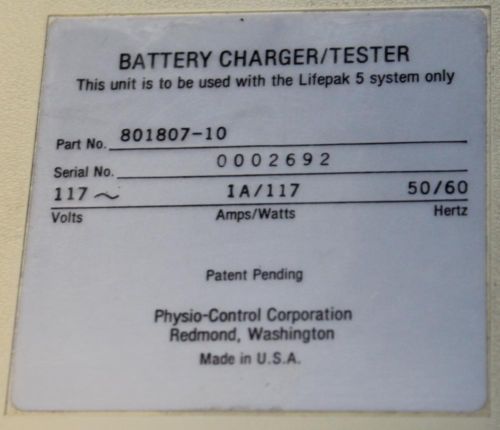 BATTERY CHARGER/TESTER
This unit is to be used with the Lifepak 5 system only
Part No. 801807-10
Serial No. 0002692
117 ~ 1A/117 50/60
Volts Amps/Watts Hertz
Patent Pending
Physio-Control Corporation
Redmond, Washington
Made in U.S.A.